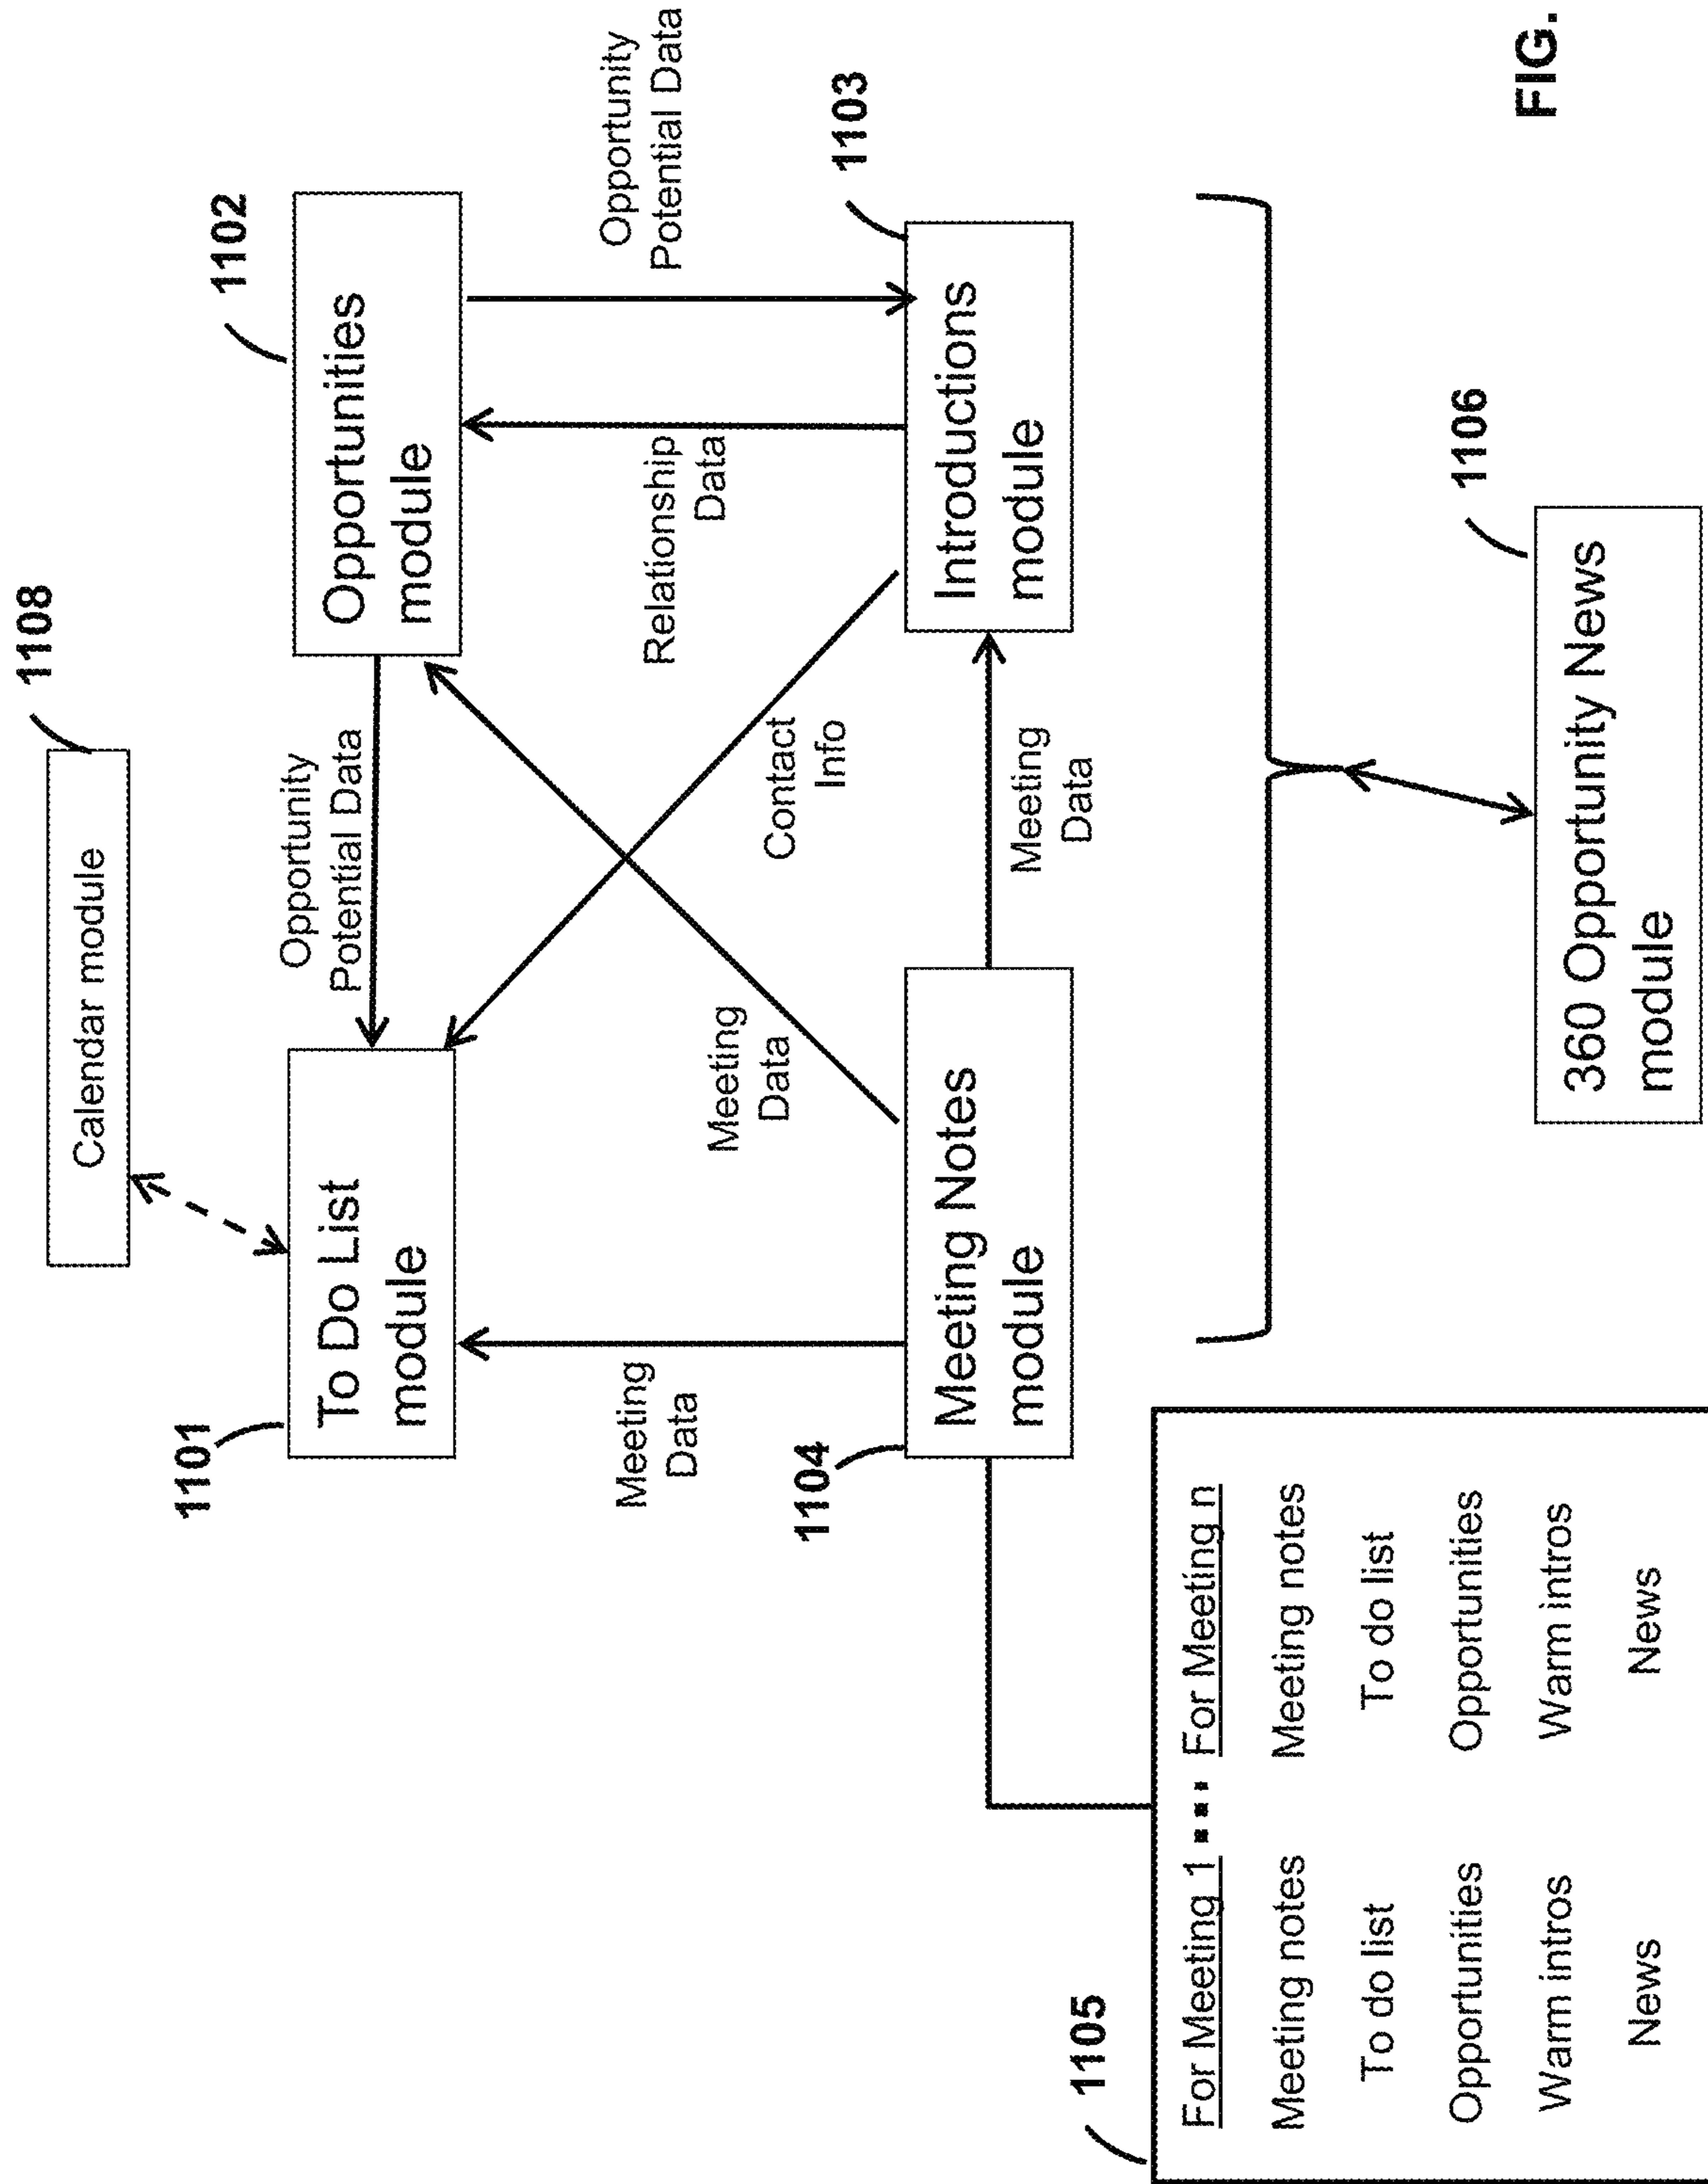 1108
Calendar module
1101
To Do List
module
Opportunity
Potential Data
1102
Opportunities
module
Meeting
Data
Meeting
Data
Contact
Info
Relationship
Data
Opportunity
Potential Data
1104
Meeting Notes
module
Meeting
Data
1103
Introductions
module
1105
For Meeting 1 .... For Meeting n
Meeting notes Meeting notes
To do list To do list
Opportunities Opportunities
Warm intros Warm intros
News News
1106
360 Opportunity News
module
FIG.